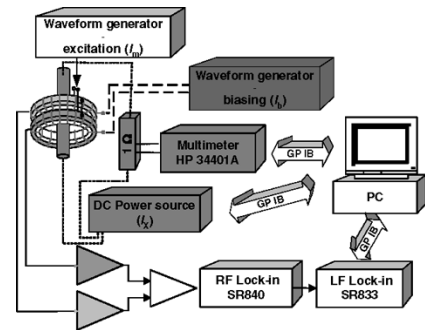 Waveform generator
-
excitation (Im)
Waveform generator
-
biasing (Ib)
1 Ω
Multimeter
HP 34401A
GP IB
DC Power source
(IX)
GP IB
PC
GP IB
RF Lock-in
SR840
LF Lock-in
SR833